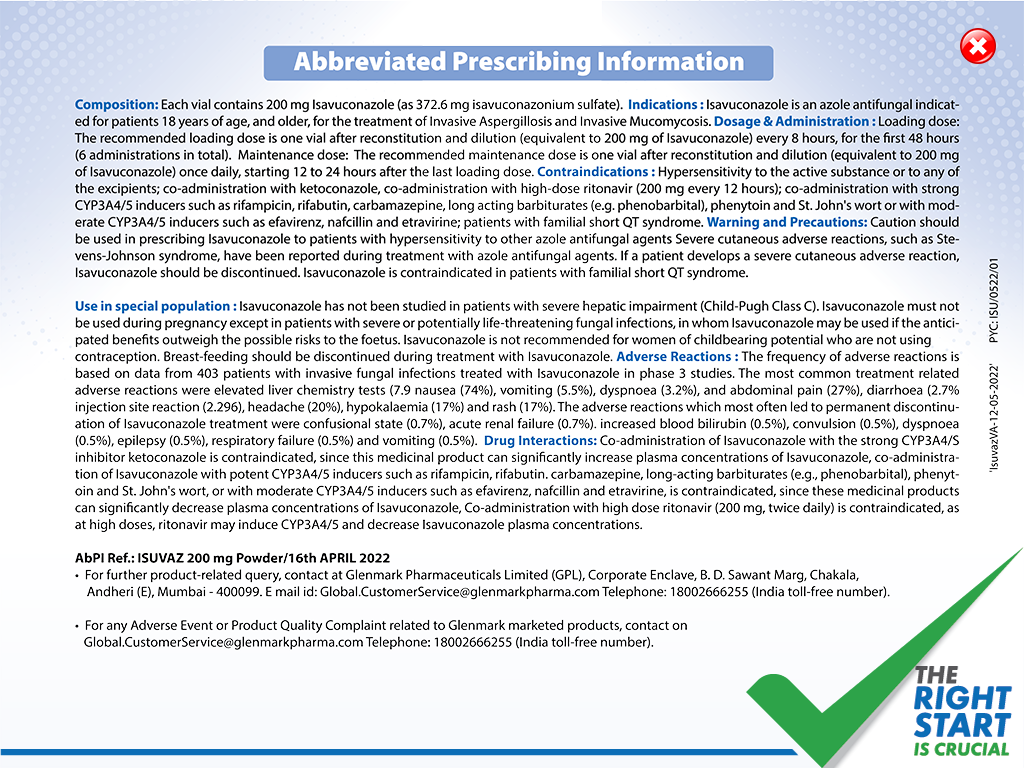 Abbreviated Prescribing Information
Composition: Each vial contains 200 mg Isavuconazole (as 372.6 mg isavuconazonium sulfate). Indications : Isavuconazole is an azole antifungal indicat-
ed for patients 18 years of age, and older, for the treatment of Invasive Aspergillosis and Invasive Mucomycosis. Dosage & Administration : Loading dose:
The recommended loading dose is one vial after reconstitution and dilution (equivalent to 200 mg of Isavuconazole) every 8 hours, for the first 48 hours
(6 administrations in total). Maintenance dose: The recommended maintenance dose is one vial after reconstitution and dilution (equivalent to 200 mg
of Isavuconazole) once daily, starting 12 to 24 hours after the last loading dose. Contraindications : Hypersensitivity to the active substance or to any of
the excipients; co-administration with ketoconazole, co-administration with high-dose ritonavir (200 mg every 12 hours); co-administration with strong
CYP3A4/5 inducers such as rifampicin, rifabutin, carbamazepine, long acting barbiturates (e.g. phenobarbital), phenytoin and St. John's wort or with mod-
erate CYP3A4/5 inducers such as efavirenz, nafcillin and etravirine; patients with familial short QT syndrome. Warning and Precautions: Caution should
be used in prescribing Isavuconazole to patients with hypersensitivity to other azole antifungal agents Severe cutaneous adverse reactions, such as Ste-
vens-Johnson syndrome, have been reported during treatment with azole antifungal agents. If a patient develops a severe cutaneous adverse reaction,
Isavuconazole should be discontinued. Isavuconazole is contraindicated in patients with familial short QT syndrome.
Use in special population : Isavuconazole has not been studied in patients with severe hepatic impairment (Child-Pugh Class C). Isavuconazole must not
be used during pregnancy except in patients with severe or potentially life-threatening fungal infections, in whom Isavuconazole may be used if the antici-
pated benefits outweigh the possible risks to the foetus. Isavuconazole is not recommended for women of childbearing potential who are not using
contraception. Breast-feeding should be discontinued during treatment with Isavuconazole. Adverse Reactions : The frequency of adverse reactions is
based on data from 403 patients with invasive fungal infections treated with Isavuconazole in phase 3 studies. The most common treatment related
adverse reactions were elevated liver chemistry tests (7.9 nausea (74%), vomiting (5.5%), dyspnoea (3.2%), and abdominal pain (27%), diarrhoea (2.7%
injection site reaction (2.296), headache (20%), hypokalaemia (17%) and rash (17%). The adverse reactions which most often led to permanent discontinu-
ation of Isavuconazole treatment were confusional state (0.7%), acute renal failure (0.7%). increased blood bilirubin (0.5%), convulsion (0.5%), dyspnoea
(0.5%), epilepsy (0.5%), respiratory failure (0.5%) and vomiting (0.5%). Drug Interactions: Co-administration of Isavuconazole with the strong CYP3A4/S
inhibitor ketoconazole is contraindicated, since this medicinal product can significantly increase plasma concentrations of Isavuconazole, co-administra-
tion of Isavuconazole with potent CYP3A4/5 inducers such as rifampicin, rifabutin. carbamazepine, long-acting barbiturates (e.g., phenobarbital), phenyt-
oin and St. John's wort, or with moderate CYP3A4/5 inducers such as efavirenz, nafcillin and etravirine, is contraindicated, since these medicinal products
can significantly decrease plasma concentrations of Isavuconazole, Co-administration with high dose ritonavir (200 mg, twice daily) is contraindicated, as
at high doses, ritonavir may induce CYP3A4/5 and decrease Isavuconazole plasma concentrations.
AbPI Ref.: ISUVAZ 200 mg Powder/16th APRIL 2022
• For further product-related query, contact at Glenmark Pharmaceuticals Limited (GPL), Corporate Enclave, B. D. Sawant Marg, Chakala,
Andheri (E), Mumbai - 400099. E mail id: Global.CustomerService@glenmarkpharma.com Telephone: 18002666255 (India toll-free number).
• For any Adverse Event or Product Quality Complaint related to Glenmark marketed products, contact on
Global.CustomerService@glenmarkpharma.com Telephone: 18002666255 (India toll-free number).
"IsuvazVA-12-05-2022' PYC: ISU/0522/01
THE
RIGHT
START
IS CRUCIAL